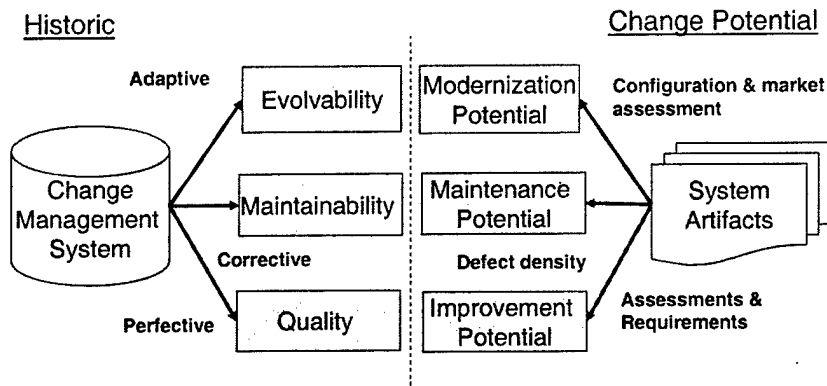 Historic
Change Potential
Adaptive
Evolvability
Modernization
Potential
Configuration & market
assessment
Change
Management
System
Maintainability
Maintenance
Potential
System
Artifacts
Corrective
Defect density
Perfective
Quality
Improvement
Potential
Assessments &
Requirements